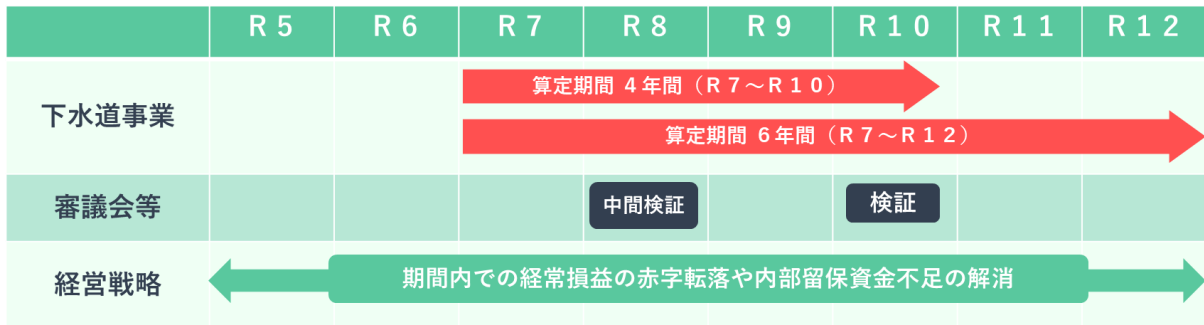 R5 R6 R7 R8 R9 R10 R11 R12
下水道事業
算定期間 4年間（R7～R10）
算定期間 6年間（R7～R12）
審議会等
中間検証
検証
経営戦略
期間内での経常損益の赤字転落や内部留保資金不足の解消